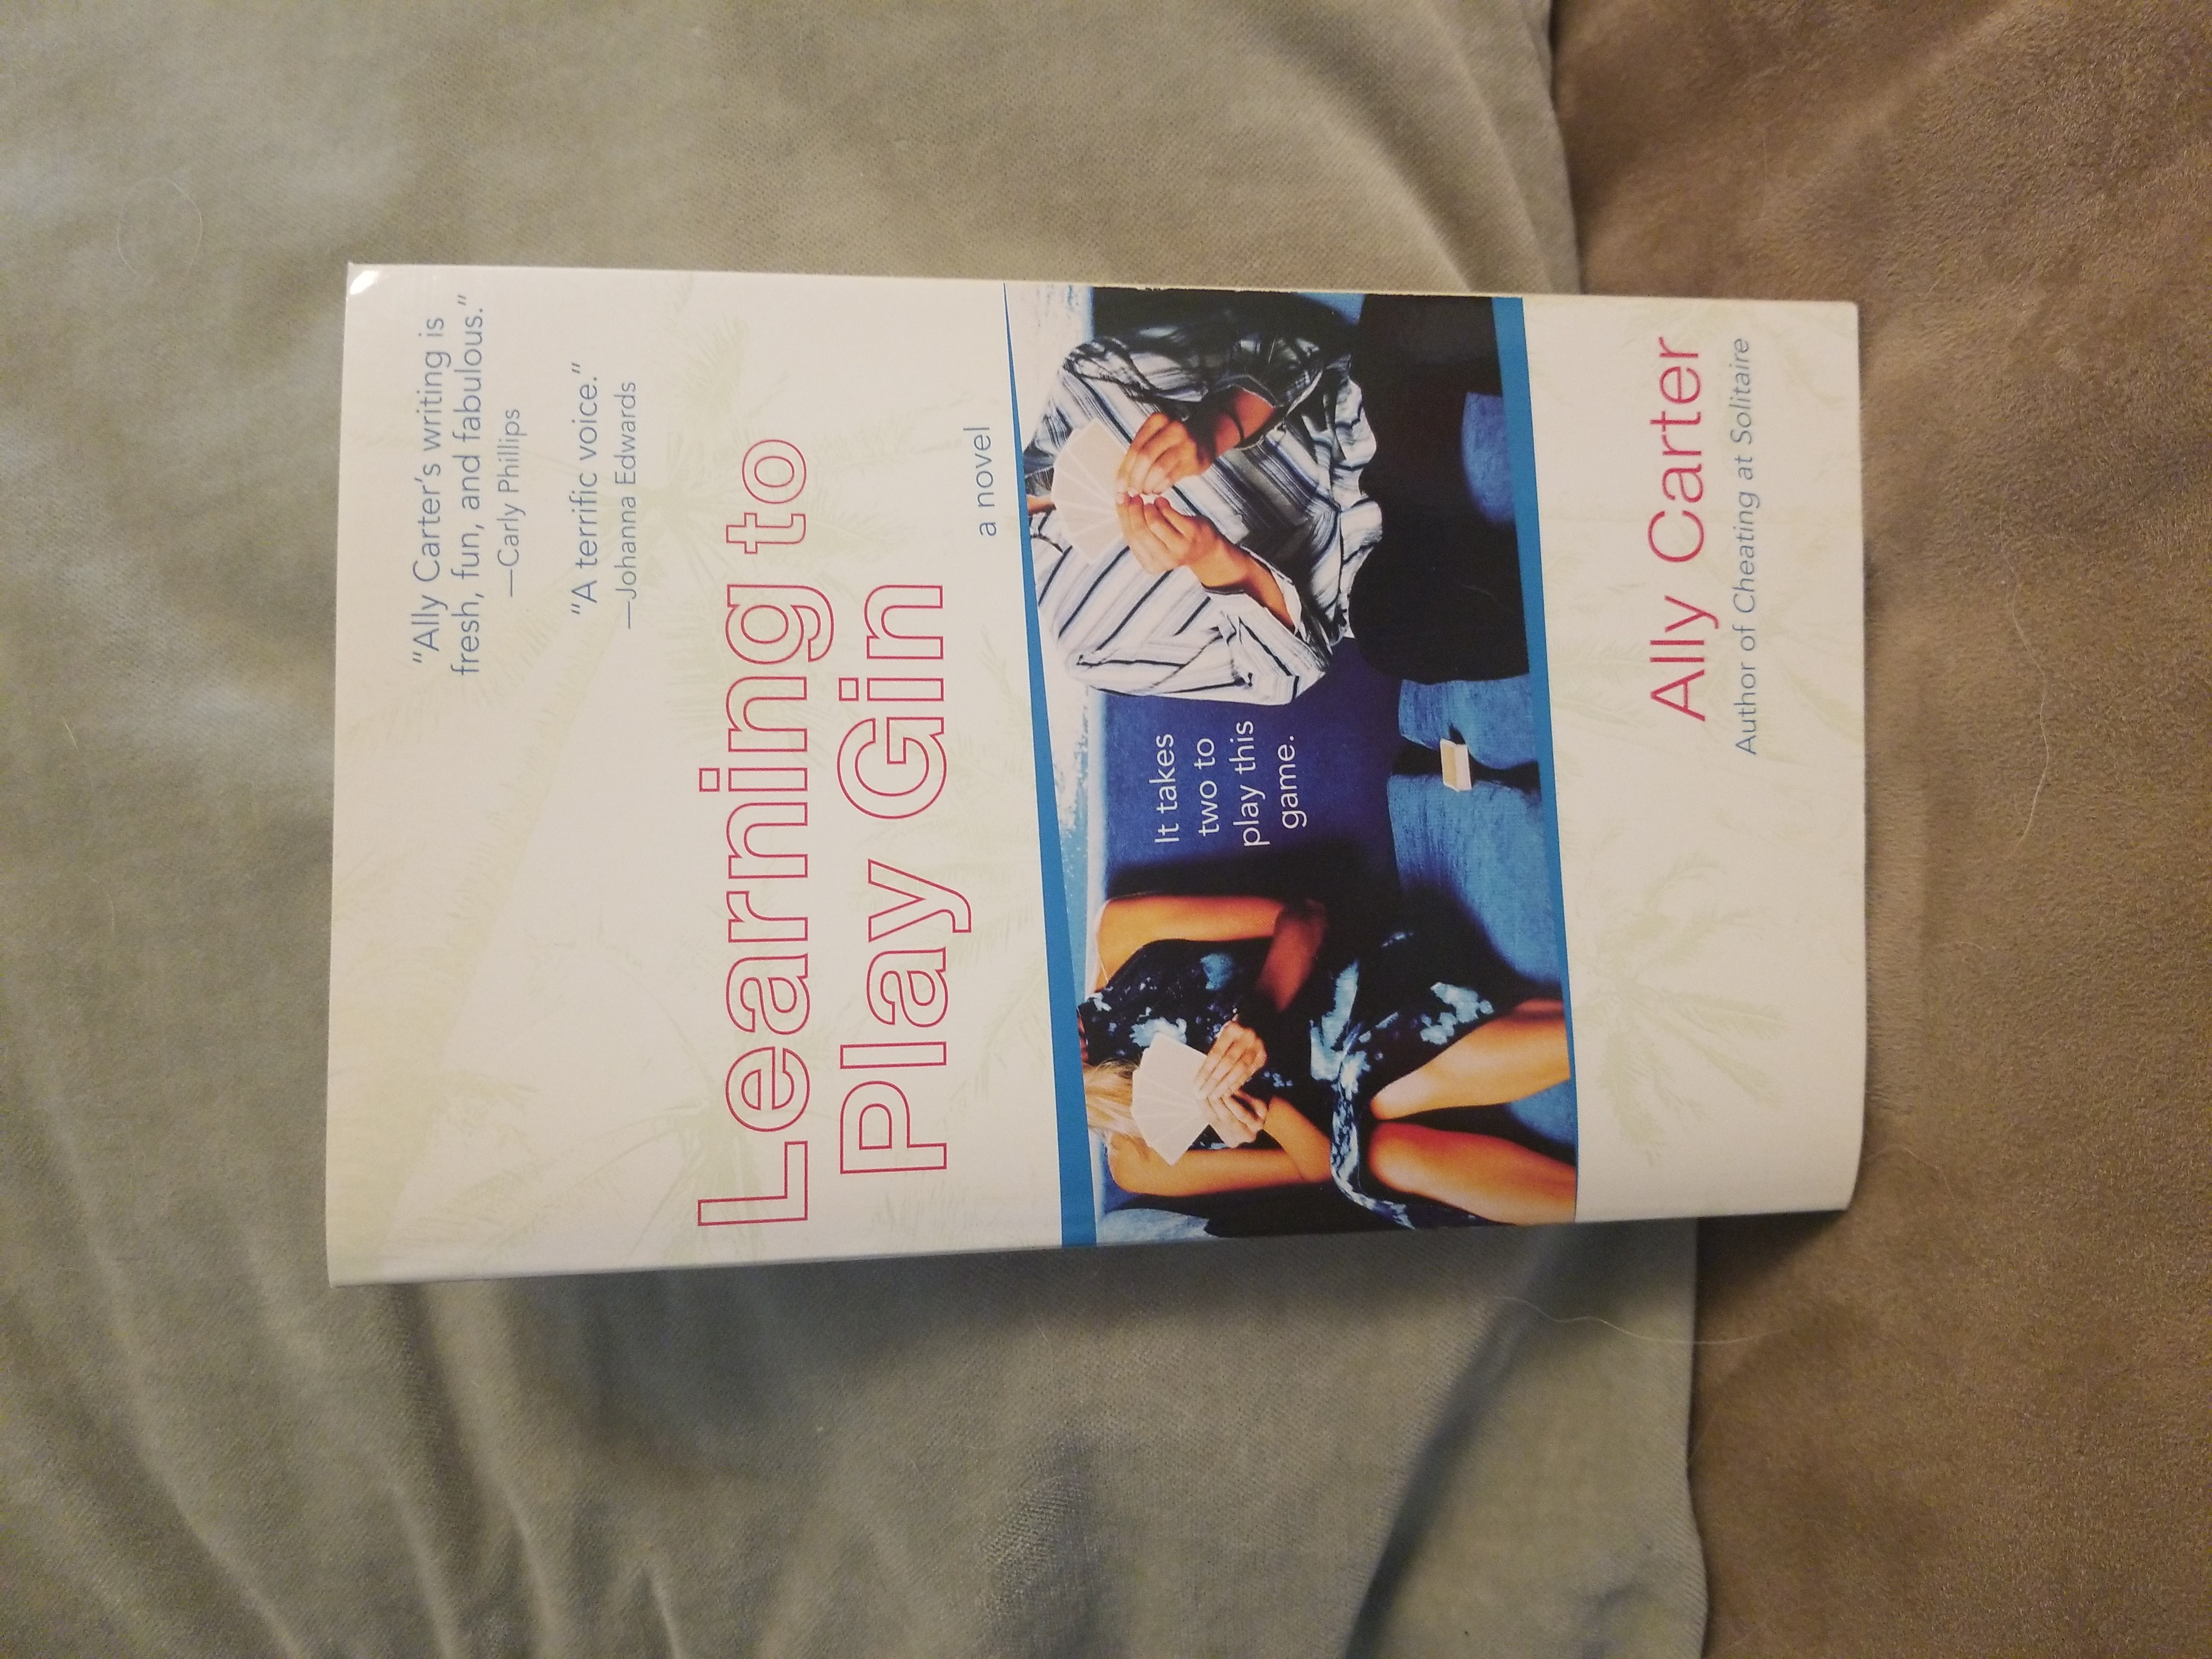 "Ally Carter's writing is
fresh, fun, and fabulous."
—Carly Phillips
"A terrific voice."
—Johanna Edwards
Learning to
Play Gin
a novel
It takes
two to
play this
game.
Ally Carter
Author of Cheating at Solitaire